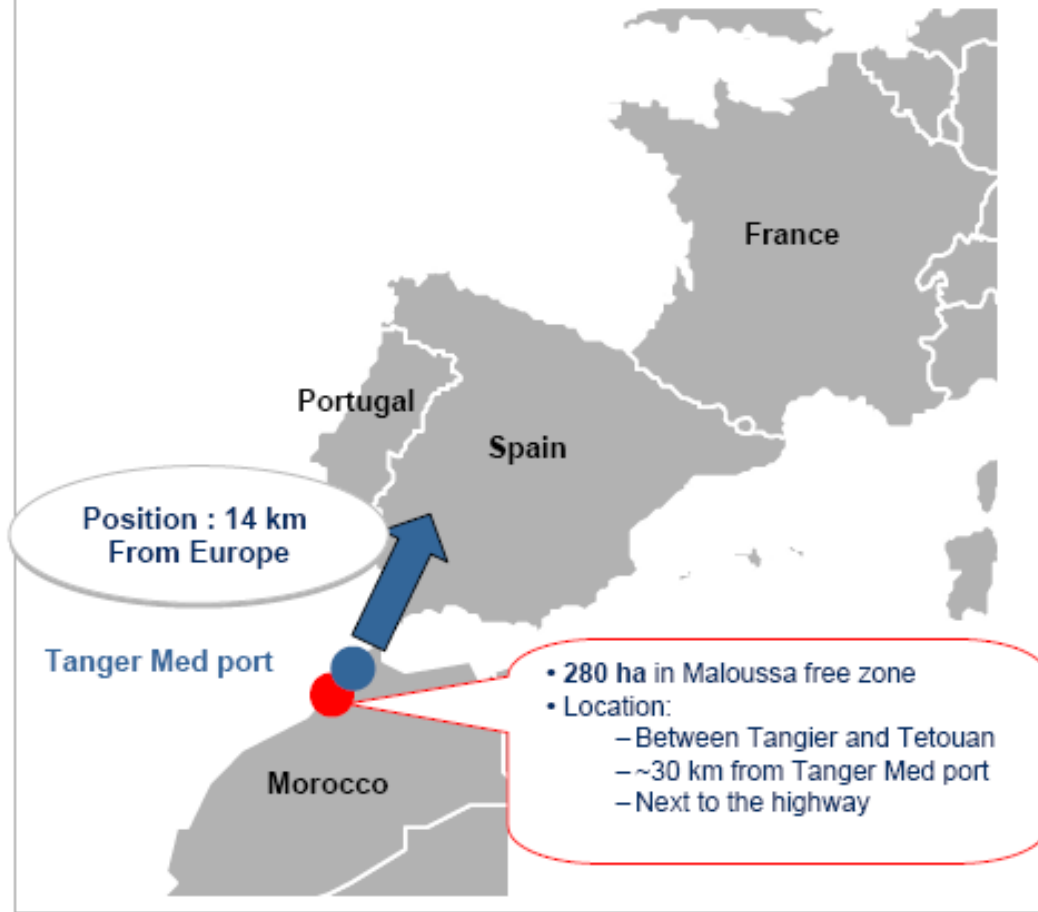 France
Portugal
Spain
Position : 14 km
From Europe
Tanger Med port
• 280 ha in Maloussa free zone
• Location:
– Between Tangier and Tetouan
– ~30 km from Tanger Med port
– Next to the highway
Morocco